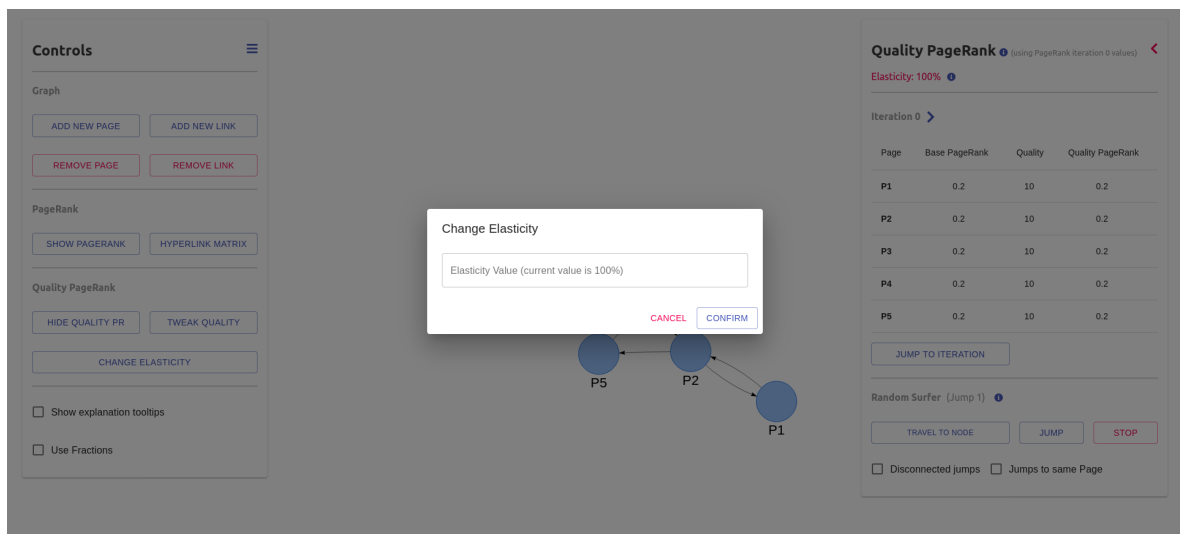 Controls
Graph
ADD NEW PAGE ADD NEW LINK
REMOVE PAGE REMOVE LINK
PageRank
SHOW PAGERANK HYPERLINK MATRIX
Quality PageRank
HIDE QUALITY PR TWEAK QUALITY
CHANGE ELASTICITY
Show explanation tooltips
Use Fractions
Change Elasticity
Elasticity Value (current value is 100%)
CANCEL CONFIRM
P5 P2
P1
Quality PageRank (using PageRank iteration 0 values)
Elasticity: 100%
Iteration 0
Page Base PageRank Quality Quality PageRank
P1 0.2 10 0.2
P2 0.2 10 0.2
P3 0.2 10 0.2
P4 0.2 10 0.2
P5 0.2 10 0.2
JUMP TO ITERATION
Random Surfer (Jump 1)
TRAVEL TO NODE JUMP STOP
Disconnected jumps Jumps to same Page